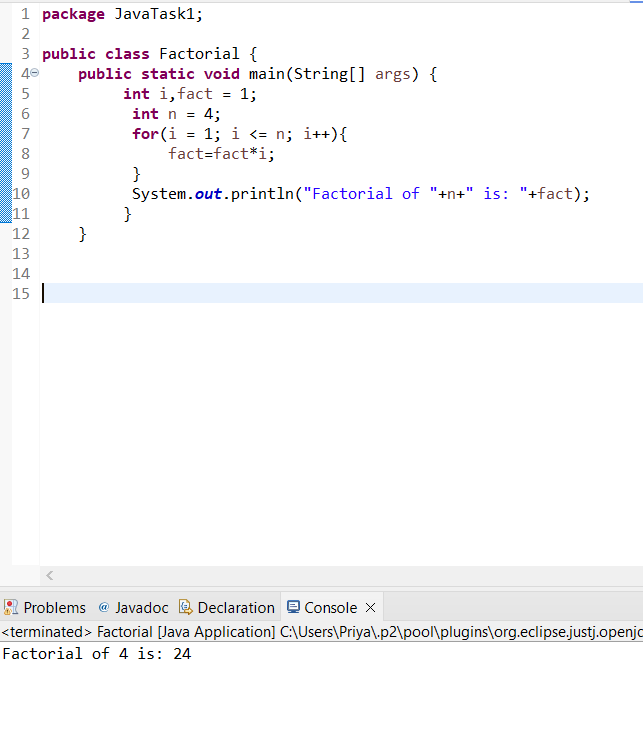 1 package JavaTask1;
2
3 public class Factorial {
4 public static void main(String[] args) {
5 int i,fact = 1;
6 int n = 4;
7 for(i = 1; i <= n; i++){
8 fact=fact*i;
9 }
10 System.out.println("Factorial of "+n+" is: "+fact);
11 }
12 }
13
14
15
Problems @ Javadoc Declaration Console
<terminated> Factorial [Java Application] C:\Users\Priya\.p2\pool\plugins\org.eclipse.justj.openjd
Factorial of 4 is: 24